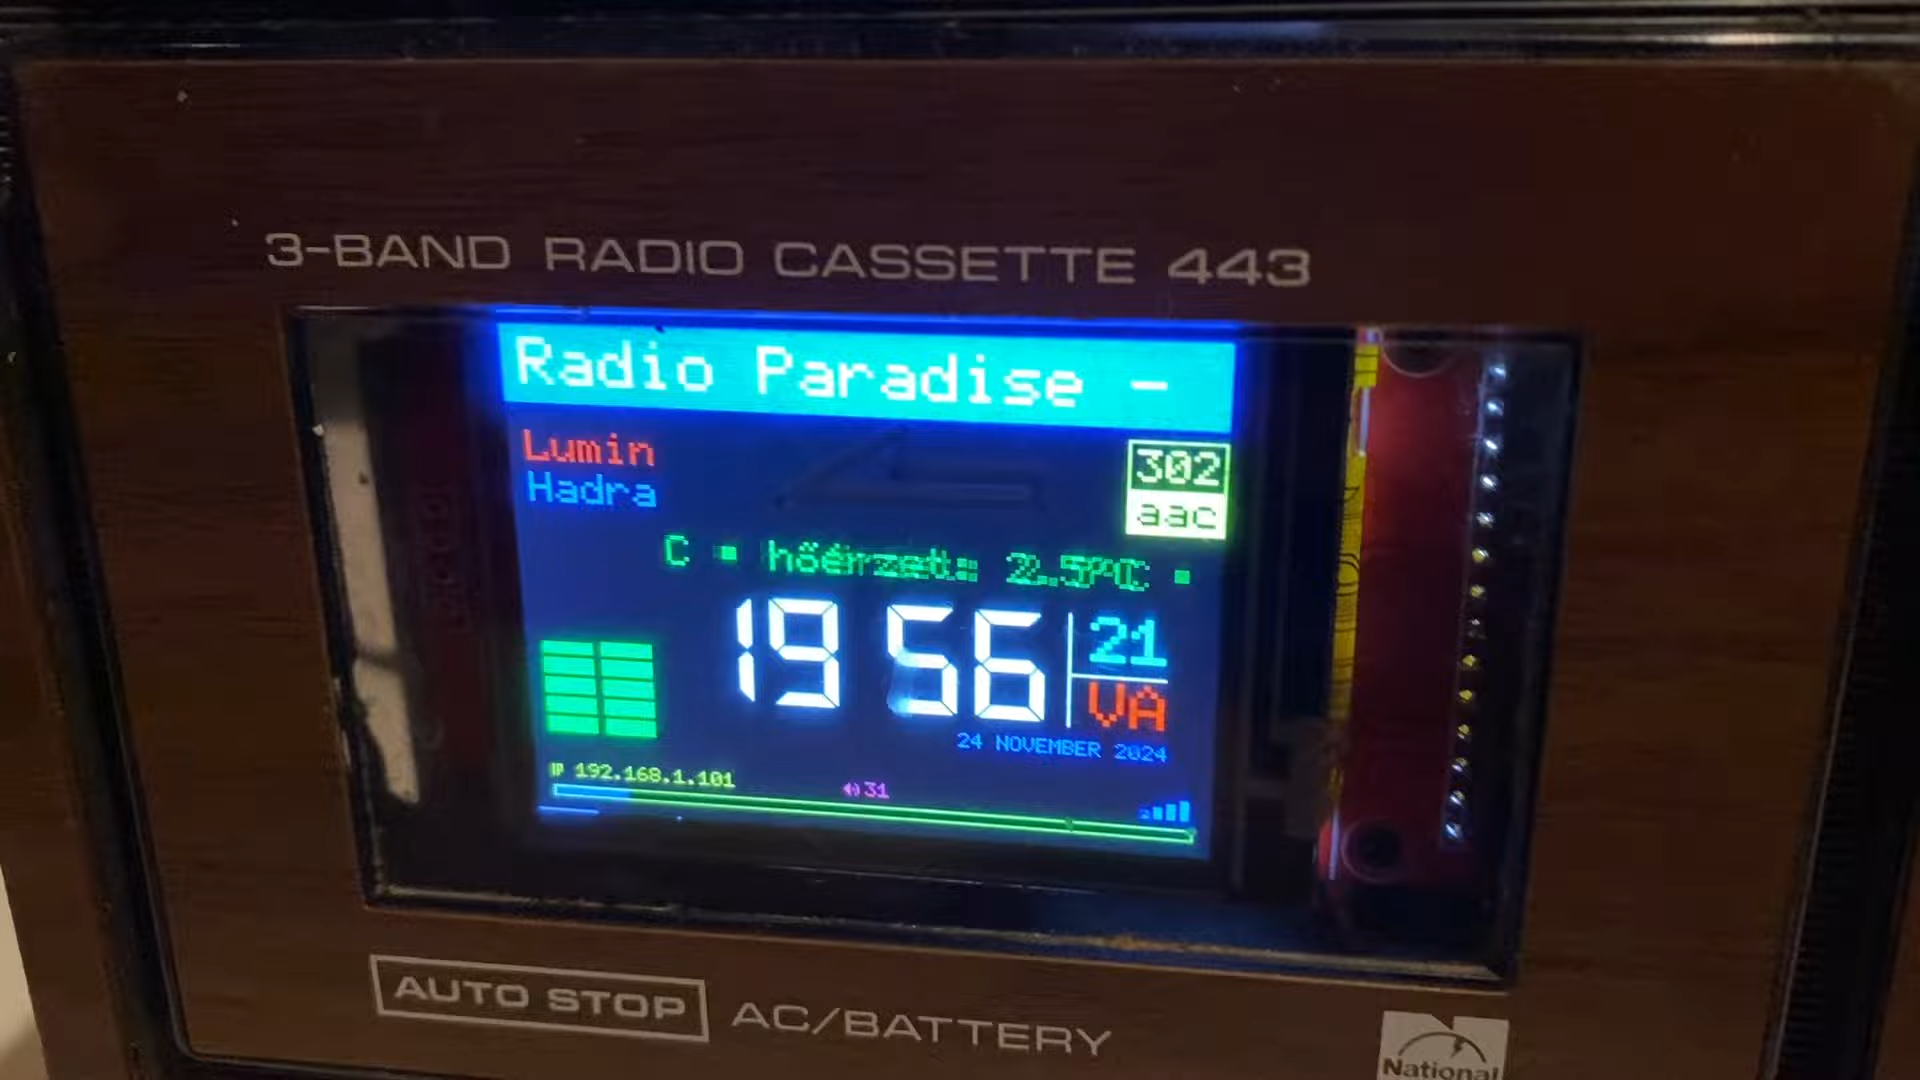 3-BAND RADIO CASSETTE 443
Radio Paradise -
Lumin
Hadra
302
aac
C · hőérzet: 2.5°C ·
19 56
21
VA
24 NOVEMBER 2024
IP 192.168.1.101
31
AUTO STOP
AC/BATTERY
National